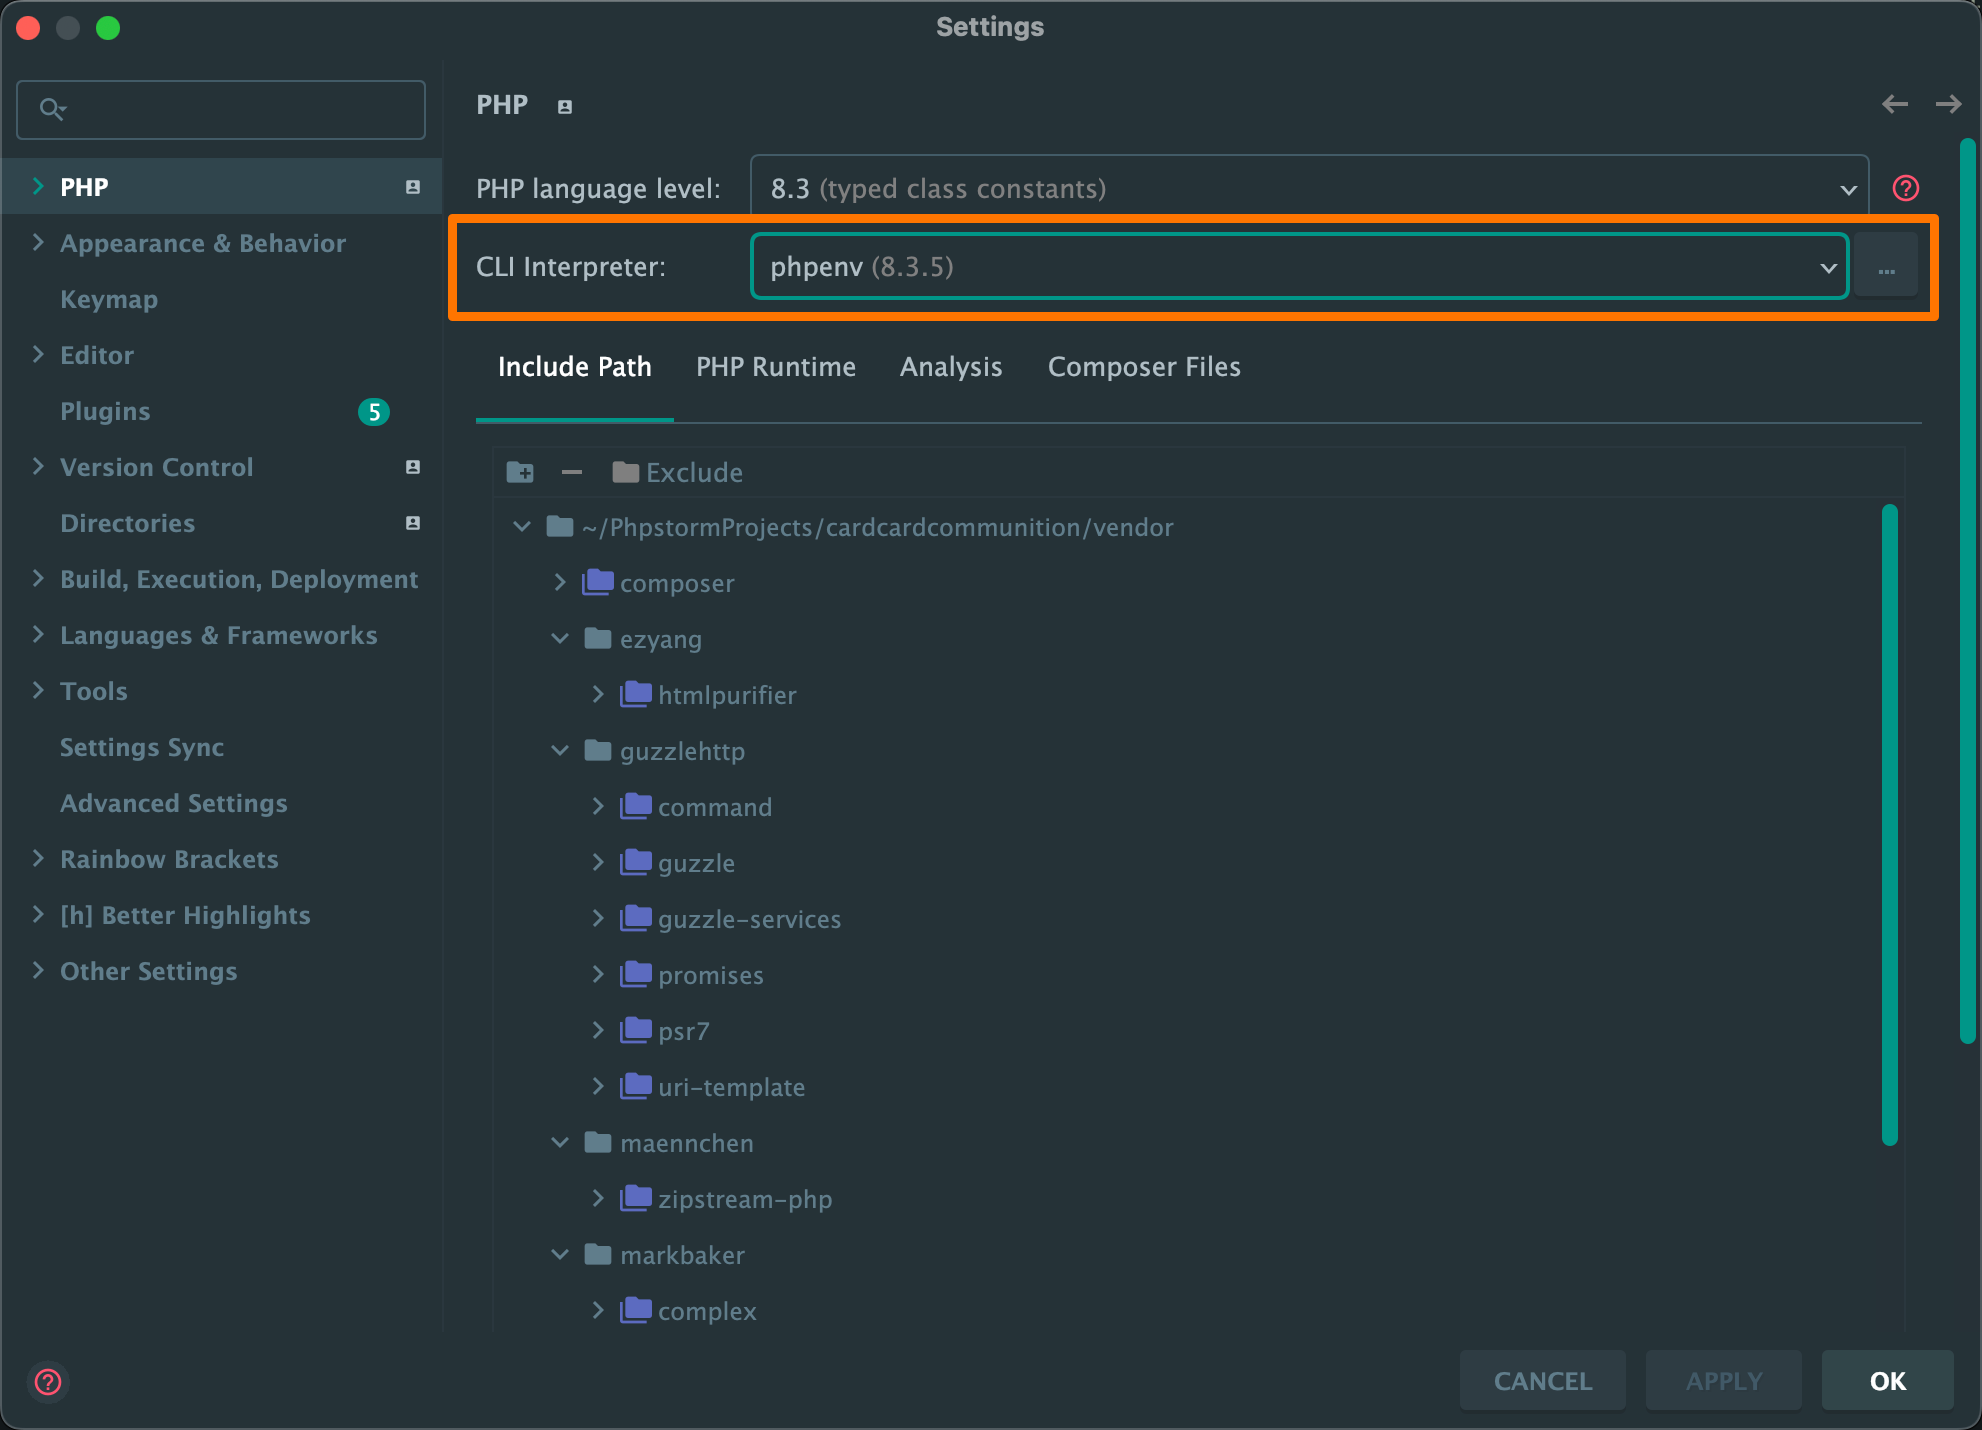 Settings
PHP
Appearance & Behavior
Keymap
Editor
Plugins 5
Version Control
Directories
Build, Execution, Deployment
Languages & Frameworks
Tools
Settings Sync
Advanced Settings
Rainbow Brackets
[h] Better Highlights
Other Settings
PHP
PHP language level: 8.3 (typed class constants)
CLI Interpreter: phpenv (8.3.5) ...
Include Path PHP Runtime Analysis Composer Files
Exclude
~/PhpstormProjects/cardcardcommunition/vendor
composer
ezyang
htmlpurifier
guzzlehttp
command
guzzle
guzzle-services
promises
psr7
uri-template
maennchen
zipstream-php
markbaker
complex
CANCEL APPLY OK